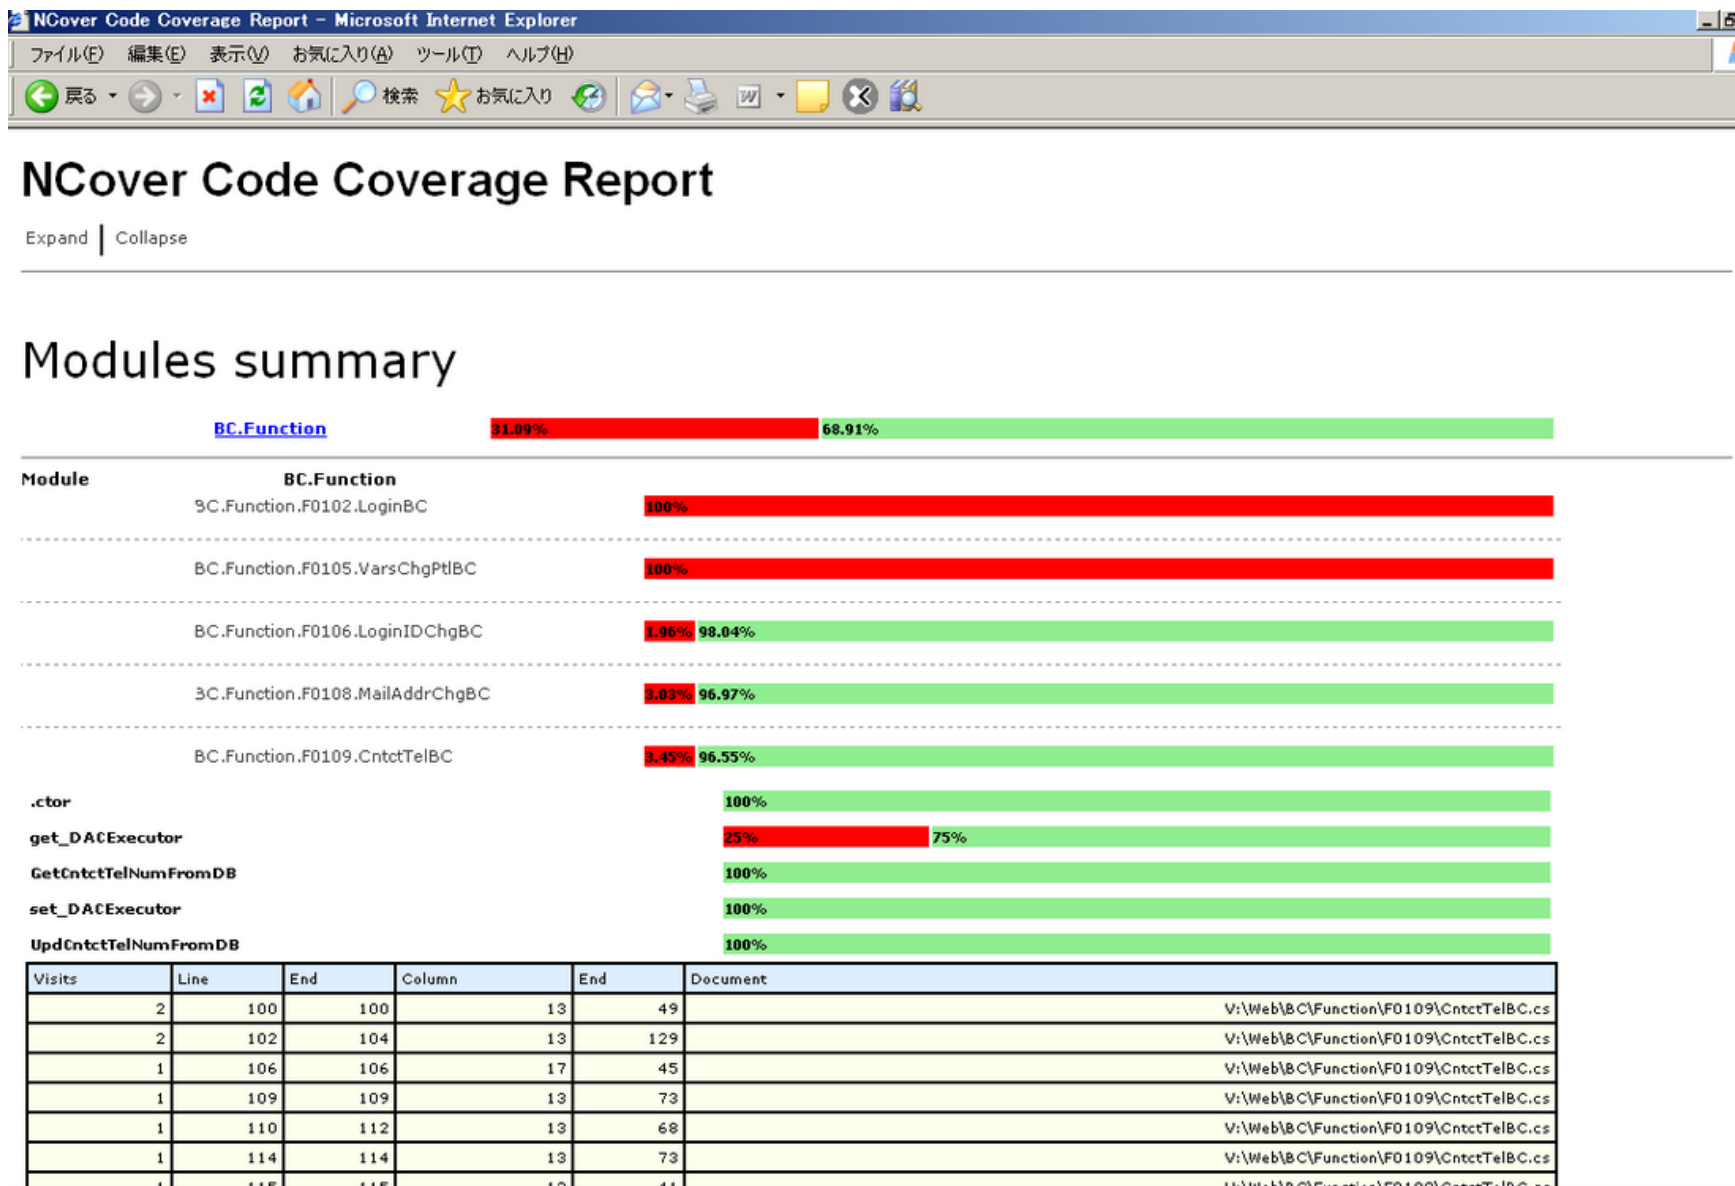 NCover Code Coverage Report - Microsoft Internet Explorer
ファイル(F) 編集(E) 表示(V) お気に入り(A) ツール(T) ヘルプ(H)
戻る 検索 お気に入り
NCover Code Coverage Report
Expand Collapse
Modules summary
BC.Function 31.09% 68.91%
Module BC.Function
BC.Function.F0102.LoginBC 100%
BC.Function.F0105.VarsChgPtlBC 100%
BC.Function.F0106.LoginIDChgBC 1.96% 98.04%
BC.Function.F0108.MailAddrChgBC 3.03% 96.97%
BC.Function.F0109.CntctTelBC 3.45% 96.55%
.ctor 100%
get_DACExecutor 25% 75%
GetCntctTelNumFromDB 100%
set_DACExecutor 100%
UpdCntctTelNumFromDB 100%
Visits Line End Column End Document
2 100 100 13 49 V:\Web\BC\Function\F0109\CntctTelBC.cs
2 102 104 13 129 V:\Web\BC\Function\F0109\CntctTelBC.cs
1 106 106 17 45 V:\Web\BC\Function\F0109\CntctTelBC.cs
1 109 109 13 73 V:\Web\BC\Function\F0109\CntctTelBC.cs
1 110 112 13 68 V:\Web\BC\Function\F0109\CntctTelBC.cs
1 114 114 13 73 V:\Web\BC\Function\F0109\CntctTelBC.cs